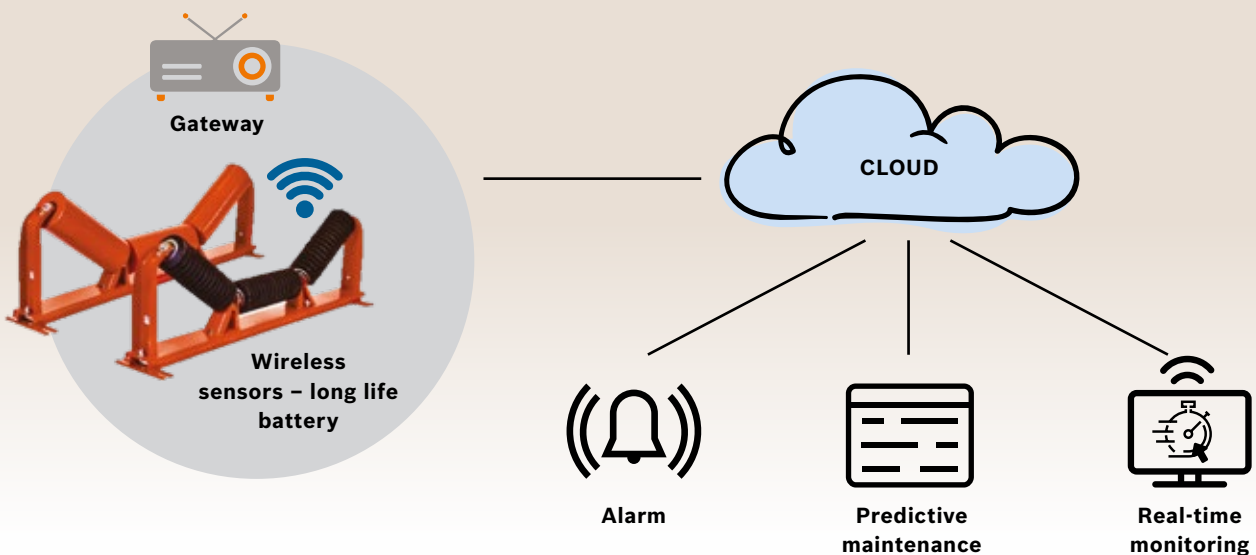 Gateway
CLOUD
Wireless
sensors – long life
battery
Alarm
Predictive
maintenance
Real-time
monitoring